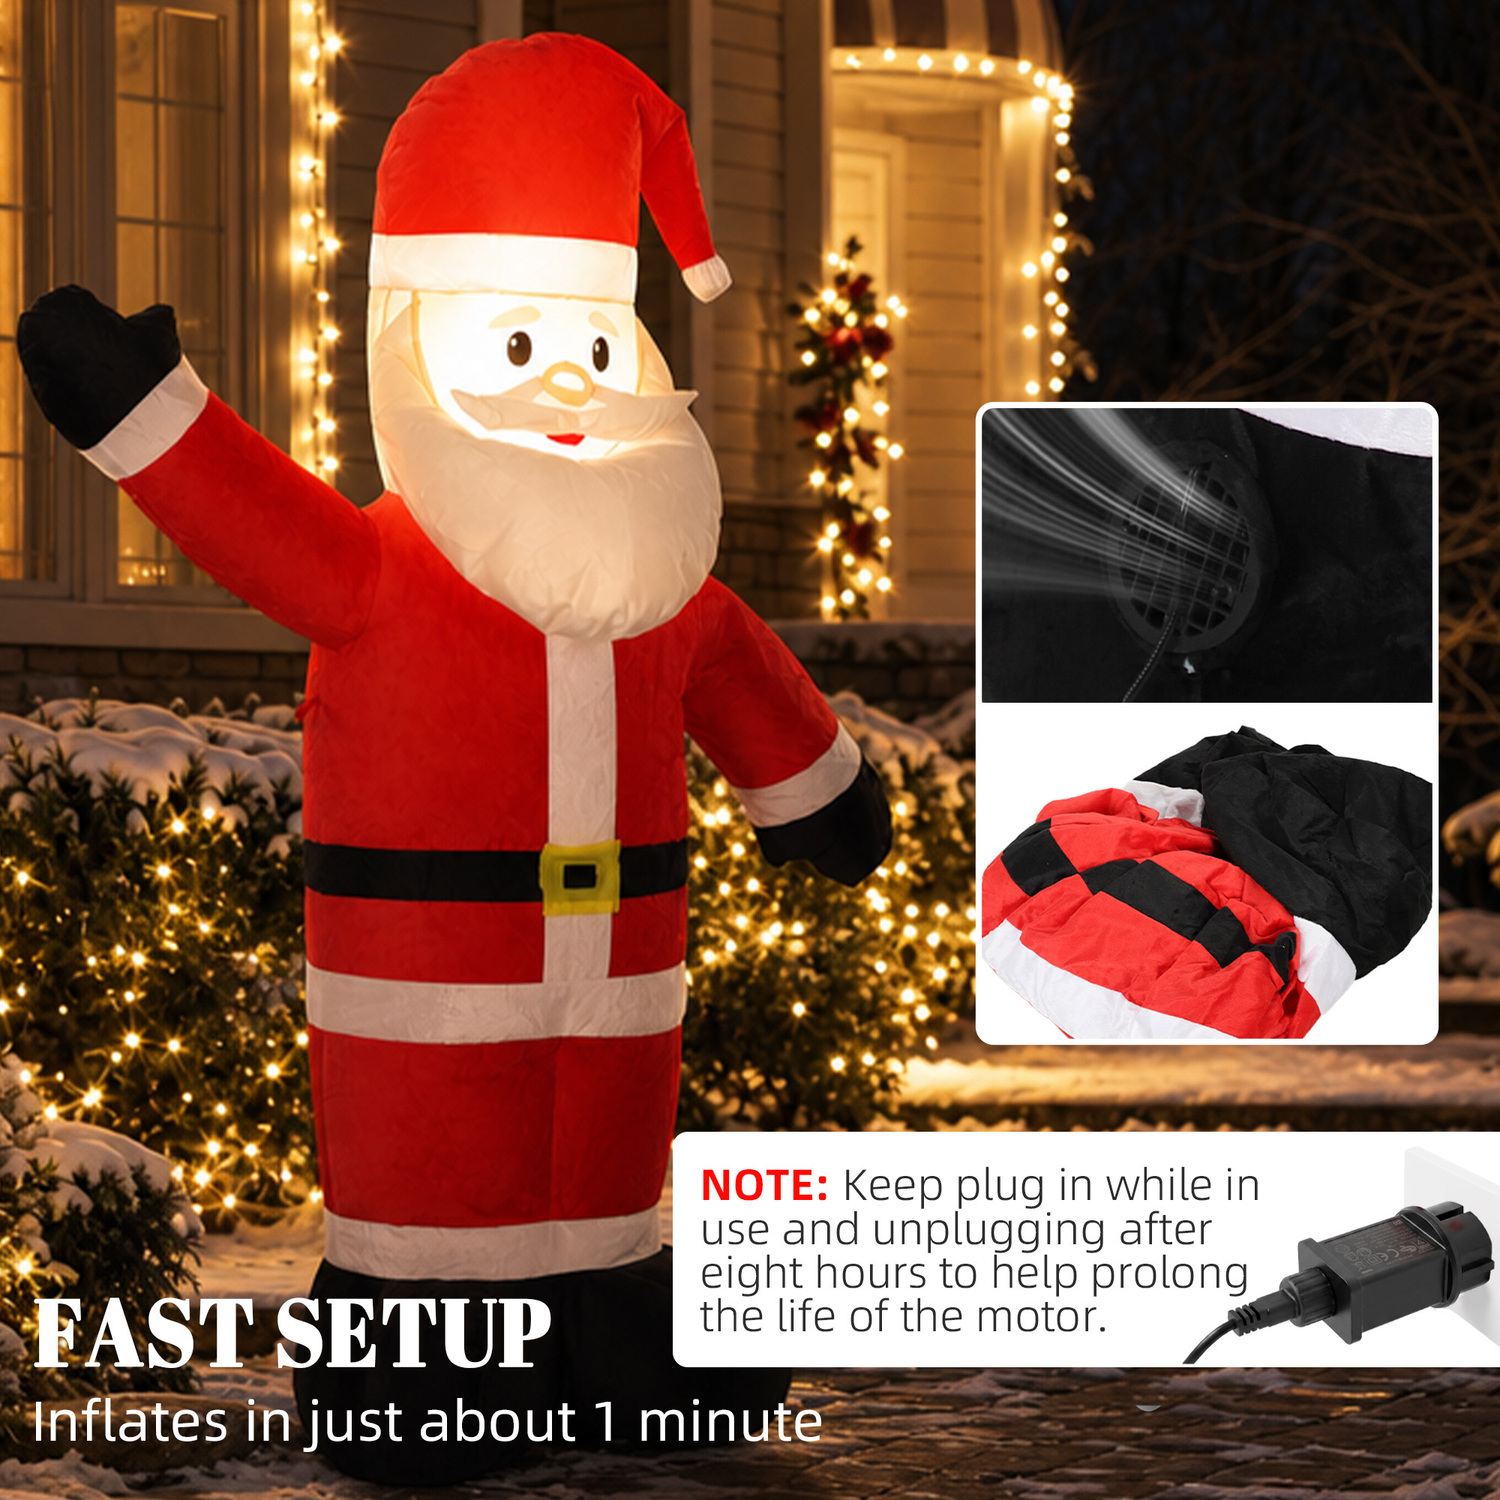 NOTE: Keep plug in while in
use and unplugging after
eight hours to help prolong
the life of the motor.
FAST SETUP
Inflates in just about 1 minute